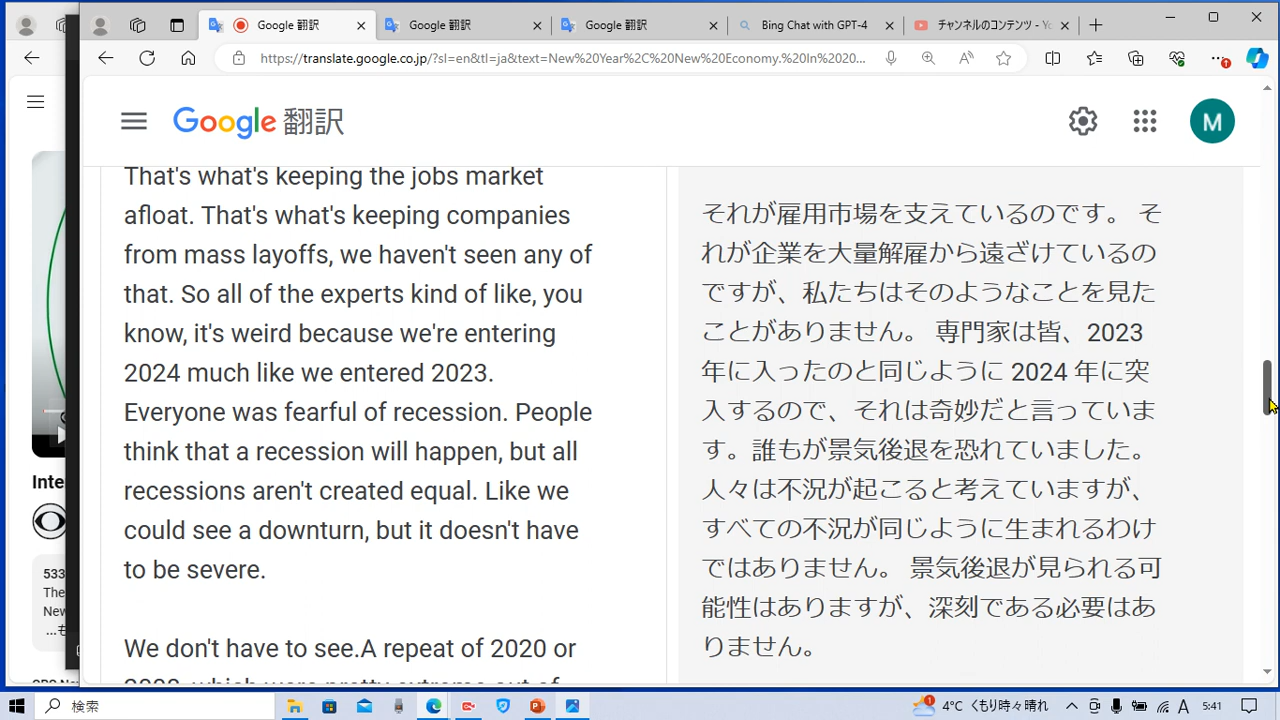 Google 翻訳
Google 翻訳
Google 翻訳
Bing Chat with GPT-4
チャンネルのコンテンツ - Yo
https://translate.google.co.jp/?sl=en&tl=ja&text=New%20Year%2C%20New%20Economy.%20In%2020...
Google 翻訳
M
That's what's keeping the jobs market
afloat. That's what's keeping companies
from mass layoffs, we haven't seen any of
that. So all of the experts kind of like, you
know, it's weird because we're entering
2024 much like we entered 2023.
Everyone was fearful of recession. People
think that a recession will happen, but all
recessions aren't created equal. Like we
could see a downturn, but it doesn't have
to be severe.
We don't have to see.A repeat of 2020 or
それが雇用市場を支えているのです。 そ
れが企業を大量解雇から遠ざけているの
ですが、私たちはそのようなことを見た
ことがありません。 専門家は皆、2023
年に入ったのと同じように 2024 年に突
入するので、それは奇妙だと言っていま
す。誰もが景気後退を恐れていました。
人々は不況が起こると考えていますが、
すべての不況が同じように生まれるわけ
ではありません。 景気後退が見られる可
能性はありますが、深刻である必要はあ
りません。
Inte
533
The
New
...も
検索
1
4°C くもり時々晴れ
A
5:41